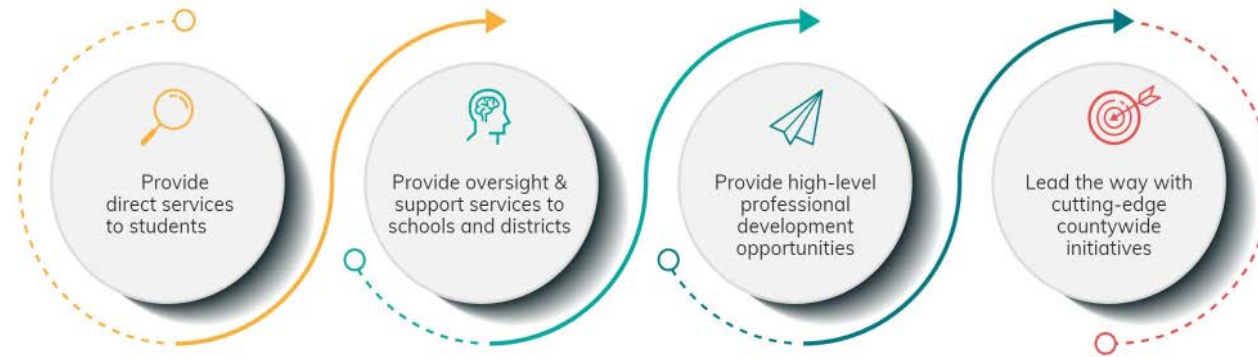 Provide
direct services
to students
Provide oversight &
support services to
schools and districts
Provide high-level
professional
development
opportunities
Lead the way with
cutting-edge
countywide
initiatives